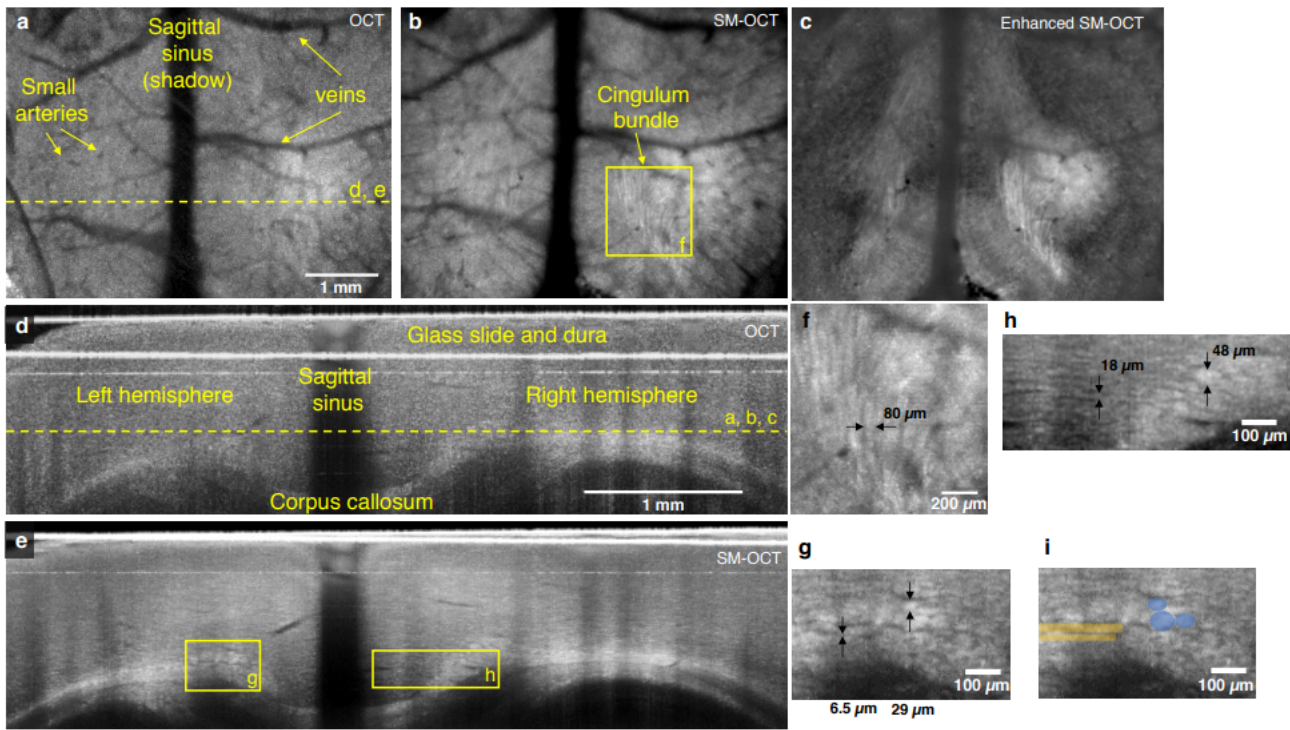 a
OCT
Sagittal
sinus
(shadow)
Small
arteries
veins
d, e
1 mm
b
SM-OCT
Cingulum
bundle
f
c
Enhanced SM-OCT
d
OCT
Glass slide and dura
Left hemisphere
Sagittal
sinus
Right hemisphere
a, b, c
Corpus callosum
1 mm
f
80 µm
200 µm
h
18 µm
48 µm
100 µm
e
SM-OCT
g
h
g
100 µm
6.5 µm
29 µm
i
100 µm